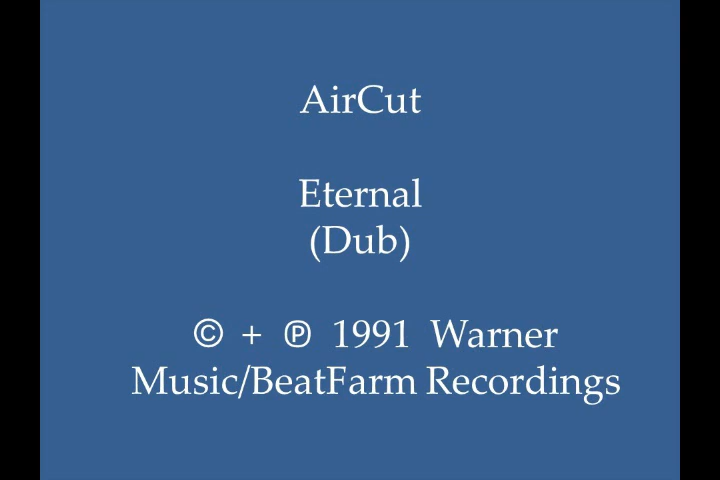 AirCut
Eternal
(Dub)
© + ℗ 1991 Warner
Music/BeatFarm Recordings